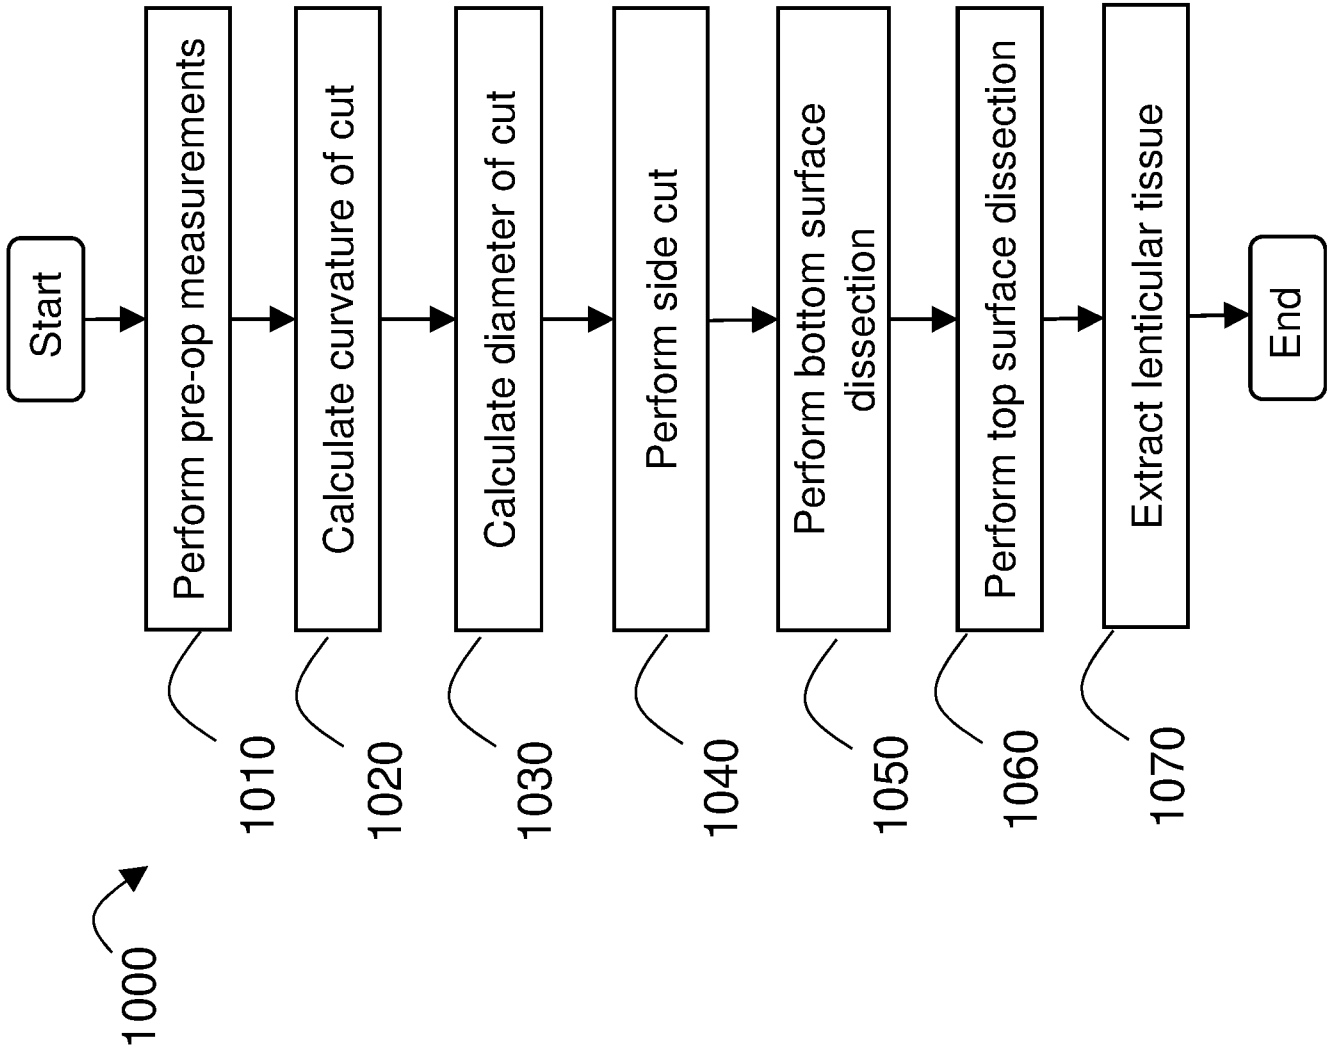 Start
Perform pre-op measurements
1010
Calculate curvature of cut
1020
Calculate diameter of cut
1030
Perform side cut
1040
Perform bottom surface
dissection
1050
Perform top surface dissection
1060
Extract lenticular tissue
1070
End
1000